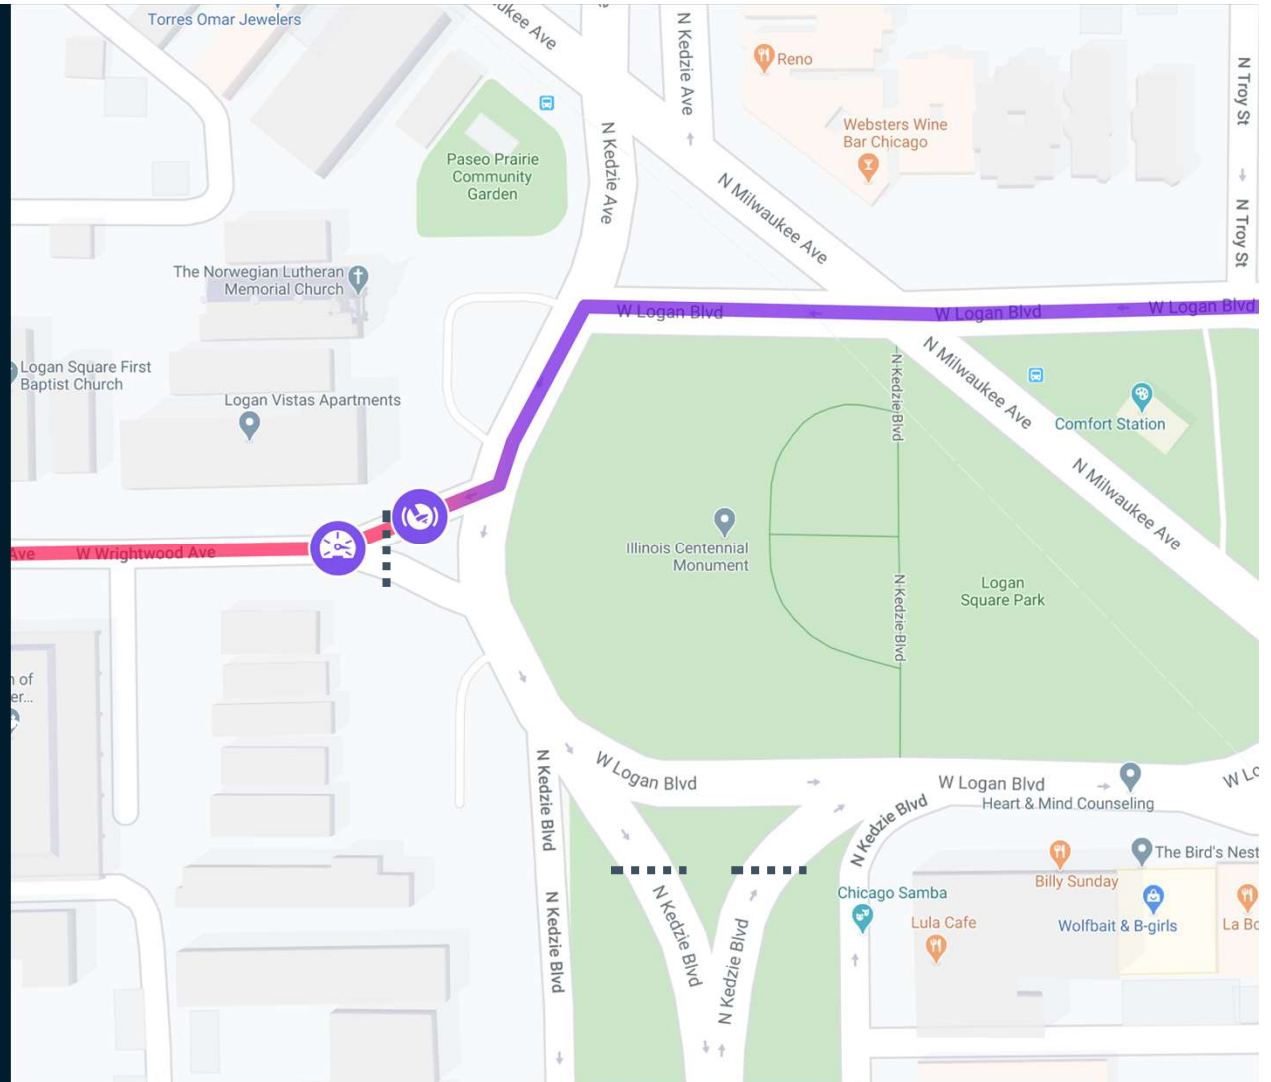 Torres Omar Jewelers
N Kedzie Ave
Reno
N Troy St
Websters Wine
Bar Chicago
Paseo Prairie
Community
Garden
N Kedzie Ave
N Milwaukee Ave
N Troy St
The Norwegian Lutheran
Memorial Church
W Logan Blvd
W Logan Blvd
W Logan Blvd
Logan Square First
Baptist Church
N Milwaukee Ave
N Kedzie Blvd
Logan Vistas Apartments
Comfort Station
N Milwaukee Ave
Illinois Centennial
Monument
Ave
W Wrightwood Ave
Logan
Square Park
N Kedzie Blvd
N Kedzie Blvd
W Logan Blvd
W Logan Blvd
Heart & Mind Counseling
N Kedzie Blvd
The Bird's Nest
Billy Sunday
Chicago Samba
N Kedzie Blvd
N Kedzie Blvd
Lula Cafe
Wolfbait & B-girls
N Kedzie Blvd